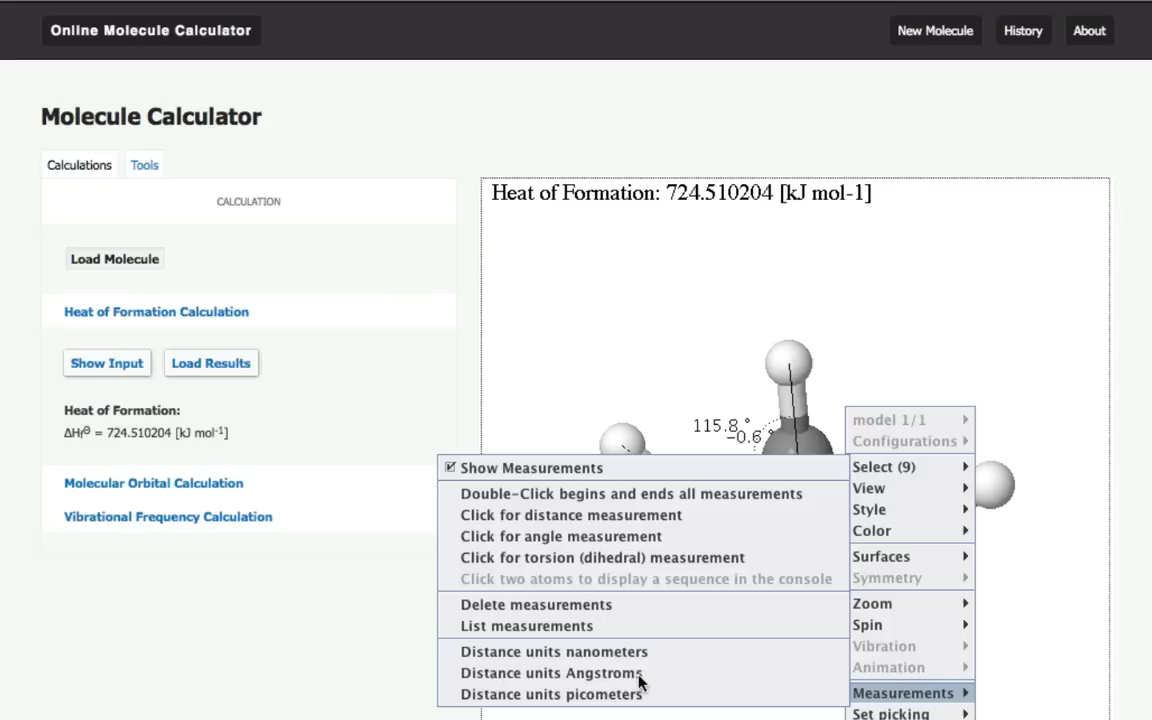 Online Molecule Calculator
New Molecule
History
About
Molecule Calculator
Calculations
Tools
CALCULATION
Load Molecule
Heat of Formation Calculation
Show Input
Load Results
Heat of Formation:
ΔHf⊖ = 724.510204 [kJ mol-1]
Molecular Orbital Calculation
Vibrational Frequency Calculation
Heat of Formation: 724.510204 [kJ mol-1]
115.8 °
-0.6 °
Show Measurements
Double-Click begins and ends all measurements
Click for distance measurement
Click for angle measurement
Click for torsion (dihedral) measurement
Click two atoms to display a sequence in the console
Delete measurements
List measurements
Distance units nanometers
Distance units Angstroms
Distance units picometers
model 1/1
Configurations
Select (9)
View
Style
Color
Surfaces
Symmetry
Zoom
Spin
Vibration
Animation
Measurements
Set picking